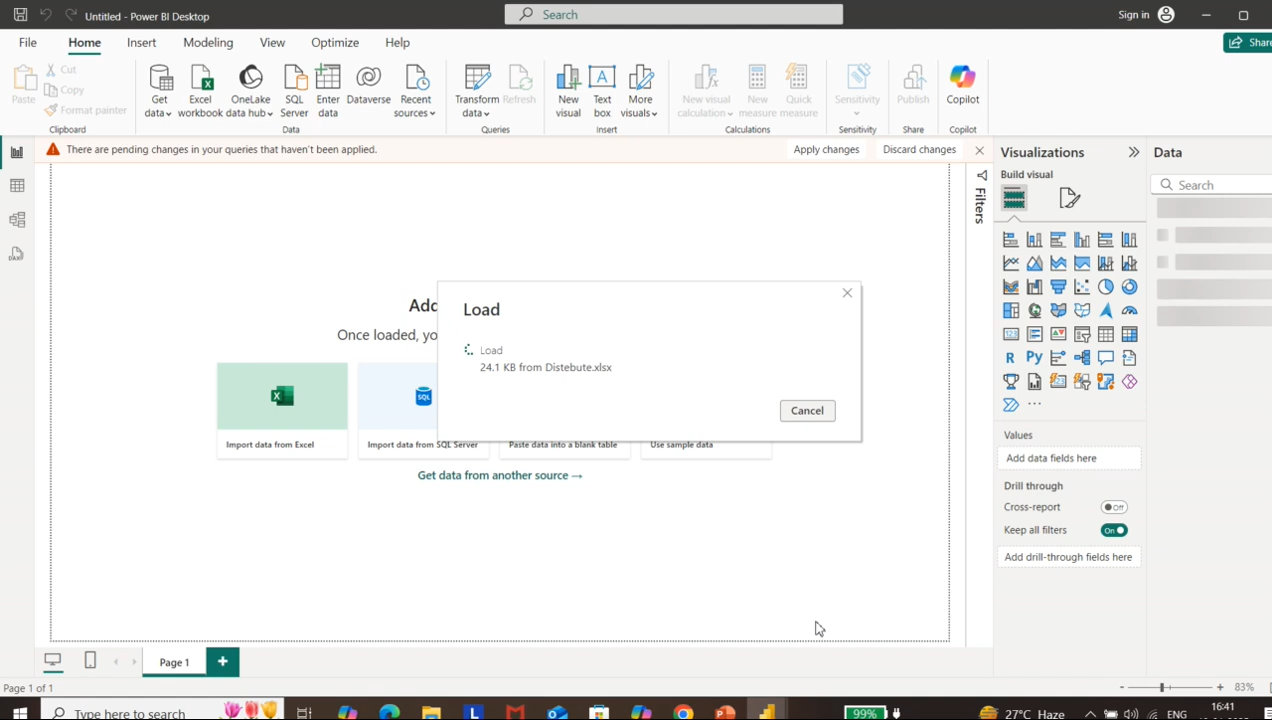 Untitled - Power BI Desktop
Search
Sign in
File
Home
Insert
Modeling
View
Optimize
Help
Share
Paste
Cut
Copy
Format painter
Clipboard
Get data
Excel workbook
OneLake data hub
SQL Server
Enter data
Dataverse
Recent sources
Data
Transform data
Refresh
Queries
New visual
Text box
More visuals
Insert
New visual calculation
New measure
Quick measure
Calculations
Sensitivity
Sensitivity
Publish
Share
Copilot
Copilot
There are pending changes in your queries that haven't been applied.
Apply changes
Discard changes
Filters
Visualizations
Build visual
Data
Search
Add
Once loaded, yo
Load
Load
24.1 KB from Distebute.xlsx
Cancel
Import data from Excel
Import data from SQL Server
Paste data into a blank table
Use sample data
Get data from another source →
SQL
DAX
123
R
Py
Values
Add data fields here
Drill through
Cross-report
Off
Keep all filters
On
Add drill-through fields here
Page 1
Page 1 of 1
83%
Type here to search
99%
27°C Haze
ENG
16:41